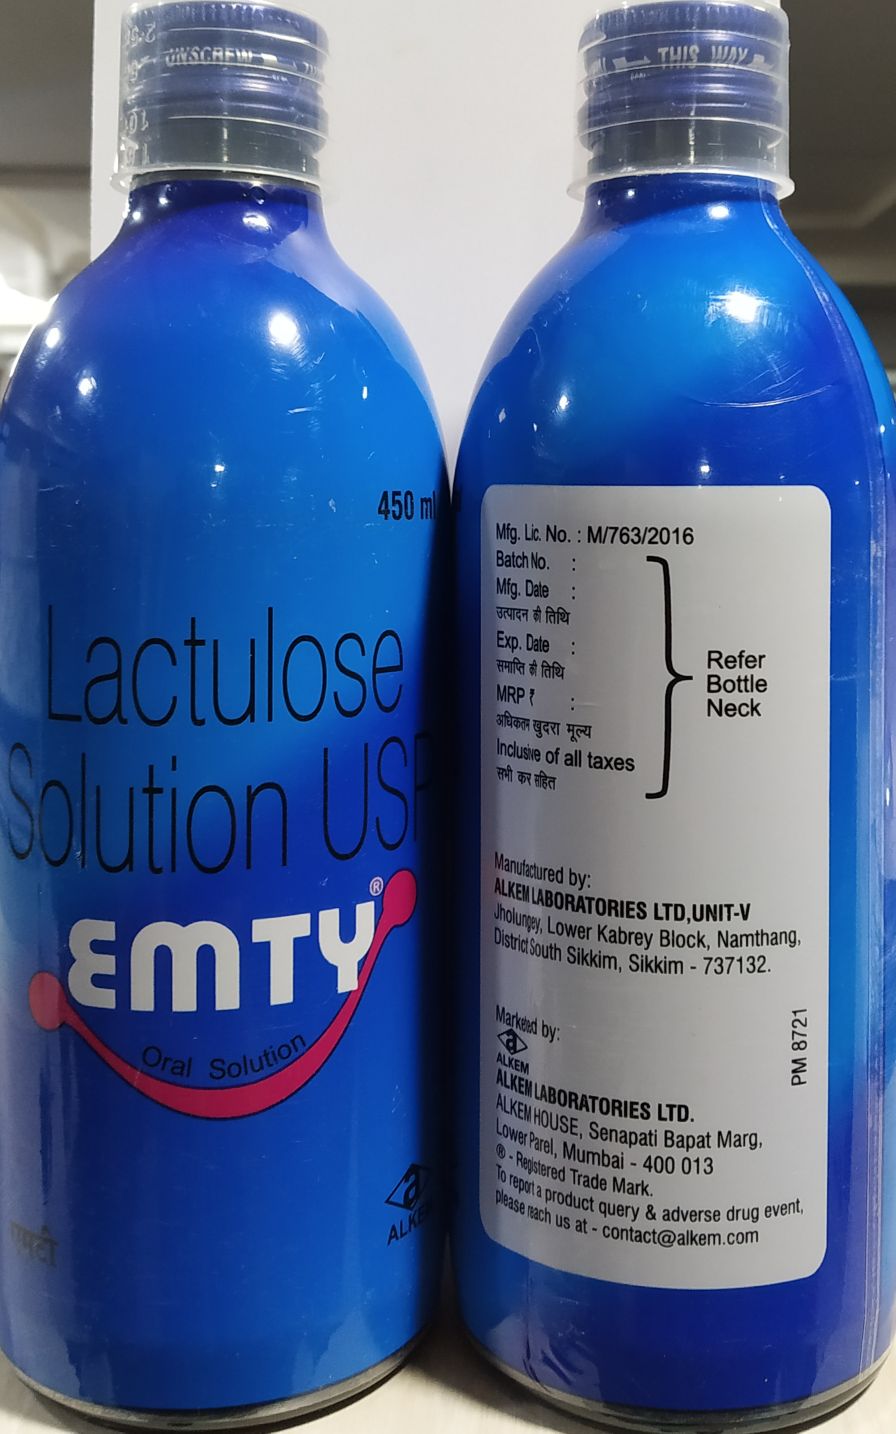 UNSCREW
THIS WAY
450 ml
Lactulose
Solution USP
EMTY®
Oral Solution
एमटी
a
ALKEM
Mfg. Lic. No. : M/763/2016
Batch No. :
Mfg. Date :
उत्पादन की तिथि
Exp. Date :
समाप्ति की तिथि
MRP ₹ :
अधिकतम खुदरा मूल्य
Inclusive of all taxes
सभी कर सहित
Refer
Bottle
Neck
Manufactured by:
ALKEM LABORATORIES LTD,UNIT-V
Jholungey, Lower Kabrey Block, Namthang,
District South Sikkim, Sikkim - 737132.
Marketed by:
a
ALKEM
ALKEM LABORATORIES LTD.
ALKEM HOUSE, Senapati Bapat Marg,
Lower Parel, Mumbai - 400 013
® - Registered Trade Mark.
To report a product query & adverse drug event,
please reach us at - contact@alkem.com
PM 8721